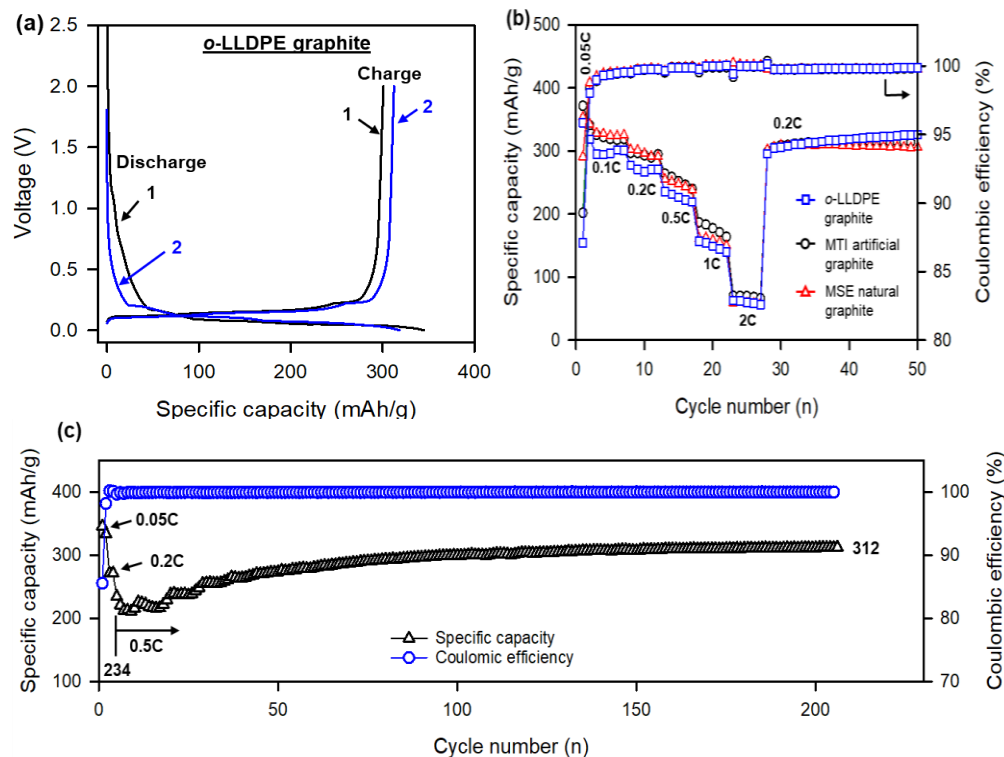 (a)
o-LLDPE graphite
Charge
1
2
Discharge
1
2
2.5
2.0
1.5
1.0
0.5
0.0
Voltage (V)
0
100
200
300
400
Specific capacity (mAh/g)
(b)
500
400
300
200
100
0
Specific capacity (mAh/g)
0.05C
0.1C
0.2C
0.5C
1C
2C
0.2C
o-LLDPE
graphite
MTI artificial
graphite
MSE natural
graphite
100
95
90
85
80
Coulombic efficiency (%)
0
10
20
30
40
50
Cycle number (n)
(c)
400
300
200
100
Specific capacity (mAh/g)
0.05C
0.2C
0.5C
234
312
Specific capacity
Coulomic efficiency
100
90
80
70
Coulombic efficiency (%)
0
50
100
150
200
Cycle number (n)